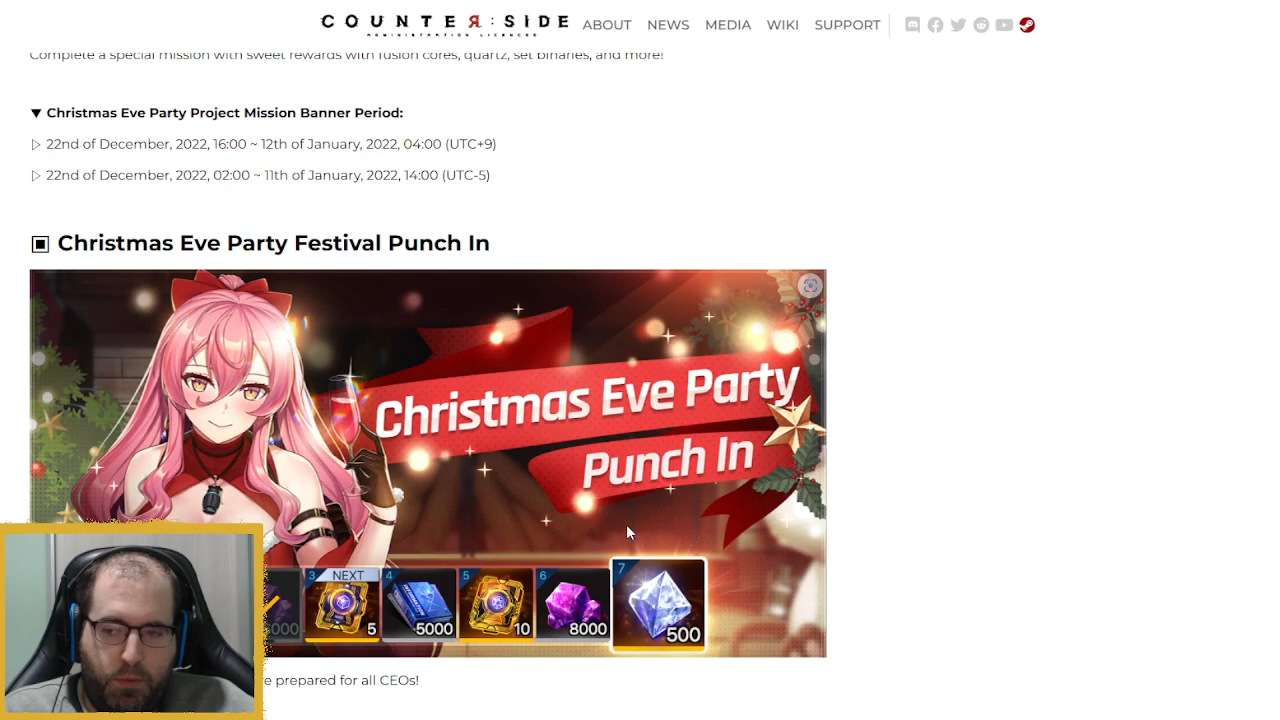 COUNTER:SIDE
ADMINISTRATION LICENCES
ABOUT
NEWS
MEDIA
WIKI
SUPPORT
Complete a special mission with sweet rewards with fusion cores, quartz, set binaries, and more!
▼ Christmas Eve Party Project Mission Banner Period:
▷ 22nd of December, 2022, 16:00 ~ 12th of January, 2022, 04:00 (UTC+9)
▷ 22nd of December, 2022, 02:00 ~ 11th of January, 2022, 14:00 (UTC-5)
▣ Christmas Eve Party Festival Punch In
Christmas Eve Party
Punch In
3 NEXT 5
4 5000
5 10
6 8000
7 500
prepared for all CEOs!